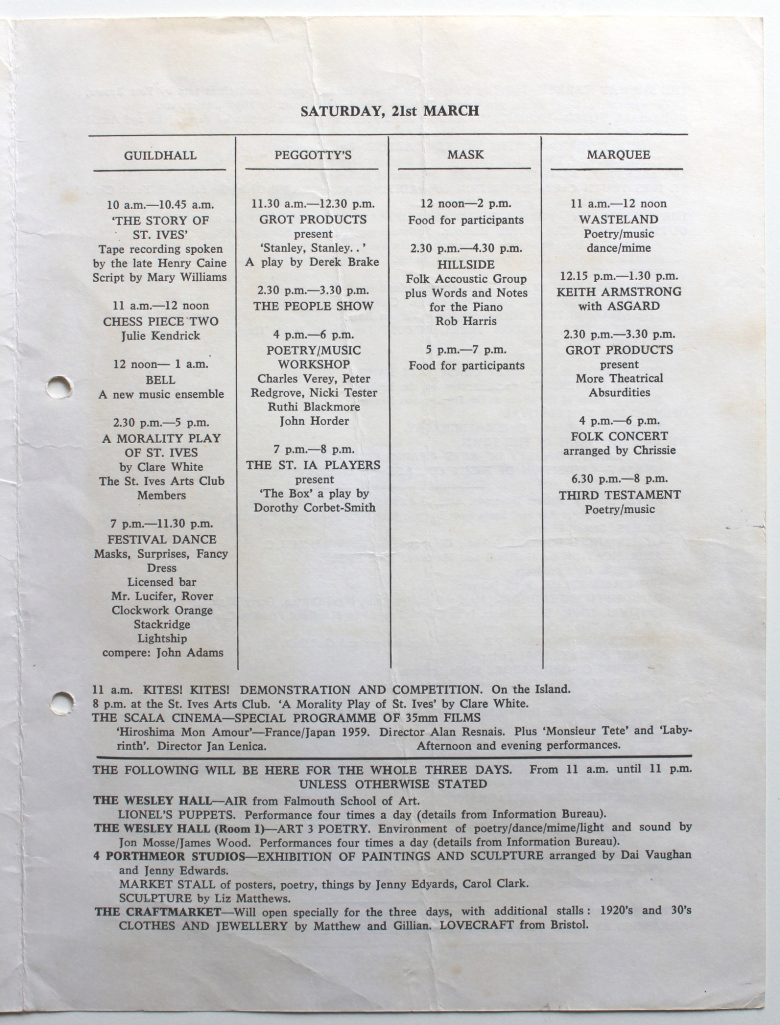 SATURDAY, 21st MARCH
GUILDHALL
10 a.m.—10.45 a.m.
‘THE STORY OF
ST. IVES’
Tape recording spoken
by the late Henry Caine
Script by Mary Williams
11 a.m.—12 noon
CHESS PIECE TWO
Julie Kendrick
12 noon— 1 a.m.
BELL
A new music ensemble
2.30 p.m.—5 p.m.
A MORALITY PLAY
OF ST. IVES
by Clare White
The St. Ives Arts Club
Members
7 p.m.—11.30 p.m.
FESTIVAL DANCE
Masks, Surprises, Fancy
Dress
Licensed bar
Mr. Lucifer, Rover
Clockwork Orange
Stackridge
Lightship
compere: John Adams
PEGGOTTY'S
11.30 a.m.—12.30 p.m.
GROT PRODUCTS
present
‘Stanley, Stanley. . ’
A play by Derek Brake
2.30 p.m.—3.30 p.m.
THE PEOPLE SHOW
4 p.m.—6 p.m.
POETRY/MUSIC
WORKSHOP
Charles Verey, Peter
Redgrove, Nicki Tester
Ruthi Blackmore
John Horder
7 p.m.—8 p.m.
THE ST. IA PLAYERS
present
‘The Box’ a play by
Dorothy Corbet-Smith
MASK
12 noon—2 p.m.
Food for participants
2.30 p.m.—4.30 p.m.
HILLSIDE
Folk Accoustic Group
plus Words and Notes
for the Piano
Rob Harris
5 p.m.—7 p.m.
Food for participants
MARQUEE
11 a.m.—12 noon
WASTELAND
Poetry/music
dance/mime
12.15 p.m.—1.30 p.m.
KEITH ARMSTRONG
with ASGARD
2.30 p.m.—3.30 p.m.
GROT PRODUCTS
present
More Theatrical
Absurdities
4 p.m.—6 p.m.
FOLK CONCERT
arranged by Chrissie
6.30 p.m.—8 p.m.
THIRD TESTAMENT
Poetry/music
11 a.m. KITES! KITES! DEMONSTRATION AND COMPETITION. On the Island.
8 p.m. at the St. Ives Arts Club. ‘A Morality Play of St. Ives’ by Clare White.
THE SCALA CINEMA—SPECIAL PROGRAMME OF 35mm FILMS
‘Hiroshima Mon Amour’—France/Japan 1959. Director Alan Resnais. Plus ‘Monsieur Tete’ and ‘Laby-
rinth’. Director Jan Lenica. Afternoon and evening performances.
THE FOLLOWING WILL BE HERE FOR THE WHOLE THREE DAYS. From 11 a.m. until 11 p.m.
UNLESS OTHERWISE STATED
THE WESLEY HALL—AIR from Falmouth School of Art.
LIONEL'S PUPPETS. Performance four times a day (details from Information Bureau).
THE WESLEY HALL (Room 1)—ART 3 POETRY. Environment of poetry/dance/mime/light and sound by
Jon Mosse/James Wood. Performances four times a day (details from Information Bureau).
4 PORTHMEOR STUDIOS—EXHIBITION OF PAINTINGS AND SCULPTURE arranged by Dai Vaughan
and Jenny Edwards.
MARKET STALL of posters, poetry, things by Jenny Edyards, Carol Clark.
SCULPTURE by Liz Matthews.
THE CRAFTMARKET—Will open specially for the three days, with additional stalls : 1920's and 30's
CLOTHES AND JEWELLERY by Matthew and Gillian. LOVECRAFT from Bristol.